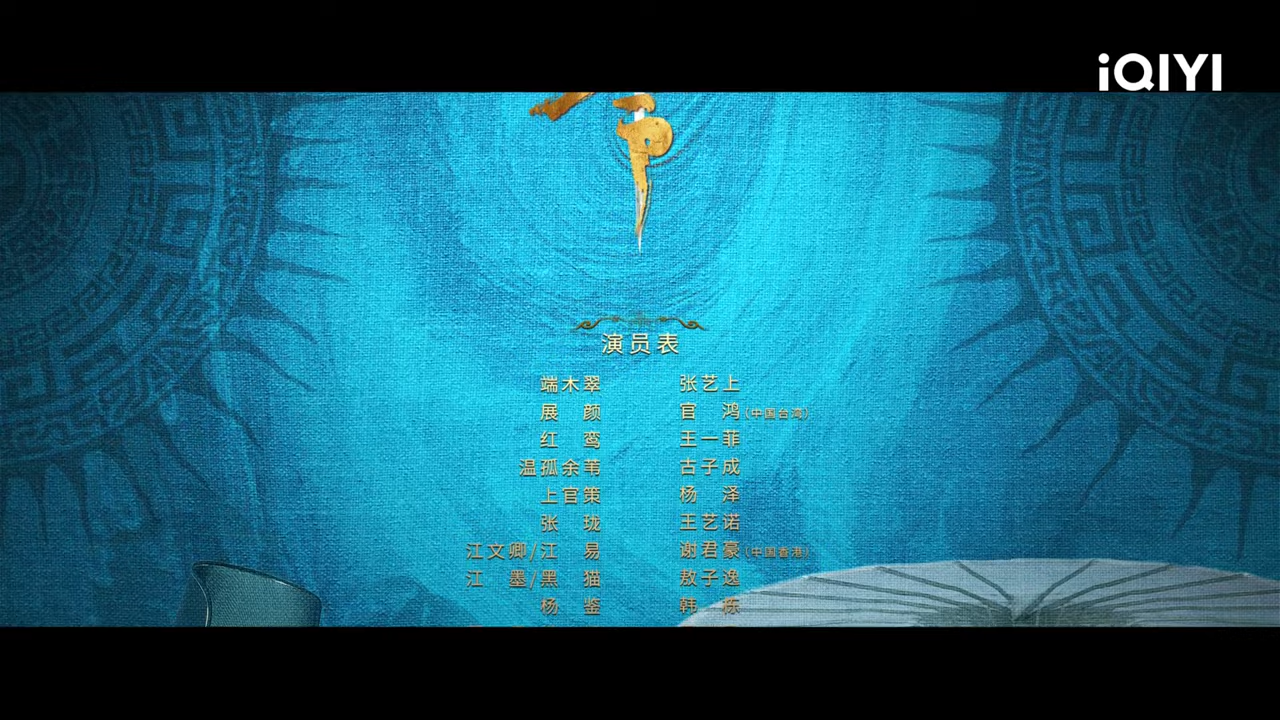 iQIYI
演员表
端木翠 张艺上
展 颜 官 鸿(中国台湾)
红 鸾 王一菲
温孤余苇 古子成
上官策 杨 泽
张 珑 王艺诺
江文卿/江 易 谢君豪(中国香港)
江 墨/黑 猫 敖子逸
杨 鉴 韩 栋